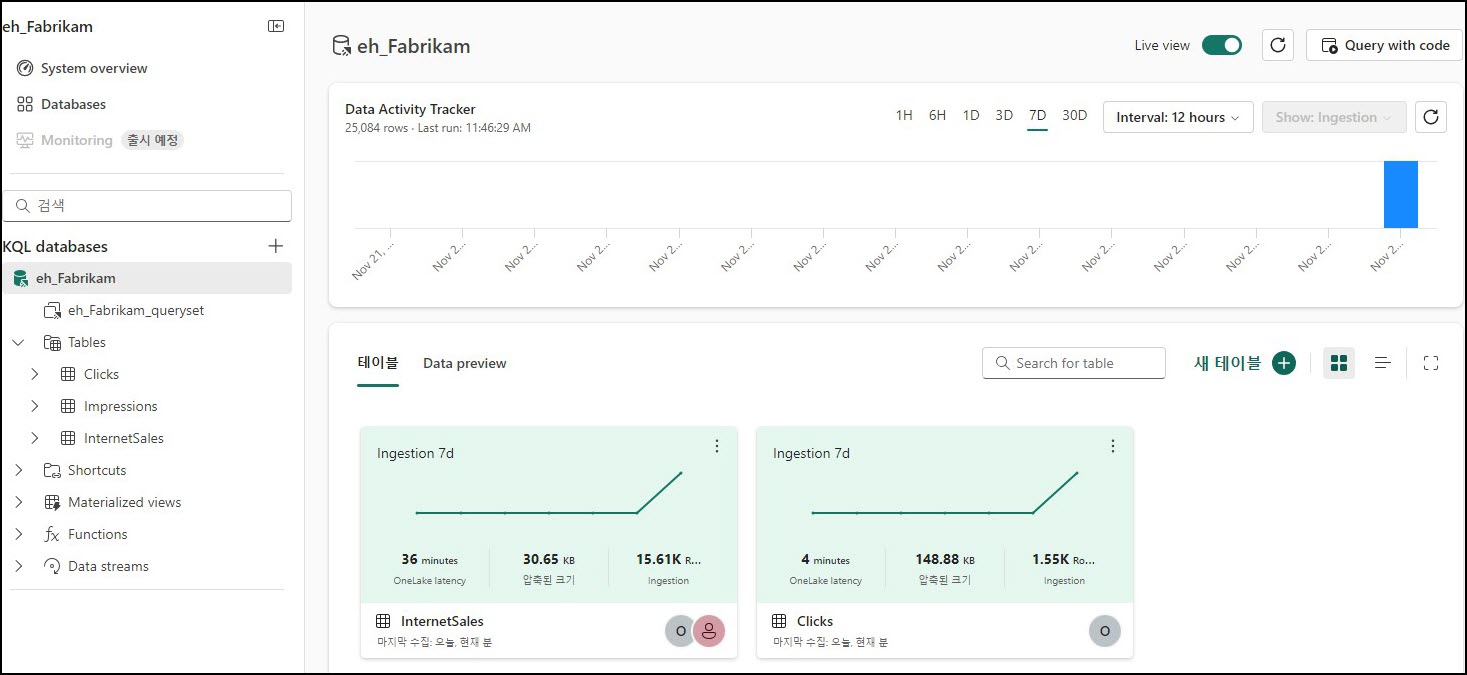 eh_Fabrikam
System overview
Databases
Monitoring 출시 예정
검색
KQL databases
eh_Fabrikam
eh_Fabrikam_queryset
Tables
Clicks
Impressions
InternetSales
Shortcuts
Materialized views
Functions
Data streams
eh_Fabrikam
Live view
Query with code
Data Activity Tracker
25,084 rows · Last run: 11:46:29 AM
1H 6H 1D 3D 7D 30D
Interval: 12 hours
Show: Ingestion
Nov 21, ...
Nov 2...
Nov 2...
Nov 2...
Nov 2...
Nov 2...
Nov 2...
Nov 2...
Nov 2...
Nov 2...
Nov 2...
Nov 2...
Nov 2...
Nov 2...
Nov 2...
테이블 Data preview
Search for table
새 테이블
Ingestion 7d
36 minutes 30.65 KB 15.61K R...
OneLake latency 압축된 크기 Ingestion
InternetSales
마지막 수집: 오늘, 현재 분
O
Ingestion 7d
4 minutes 148.88 KB 1.55K Ro...
OneLake latency 압축된 크기 Ingestion
Clicks
마지막 수집: 오늘, 현재 분
O